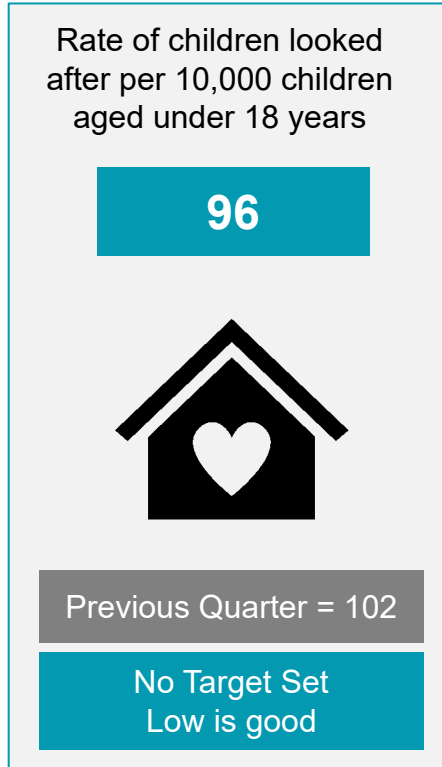 Rate of children looked
after per 10,000 children
aged under 18 years
96
Previous Quarter = 102
No Target Set
Low is good